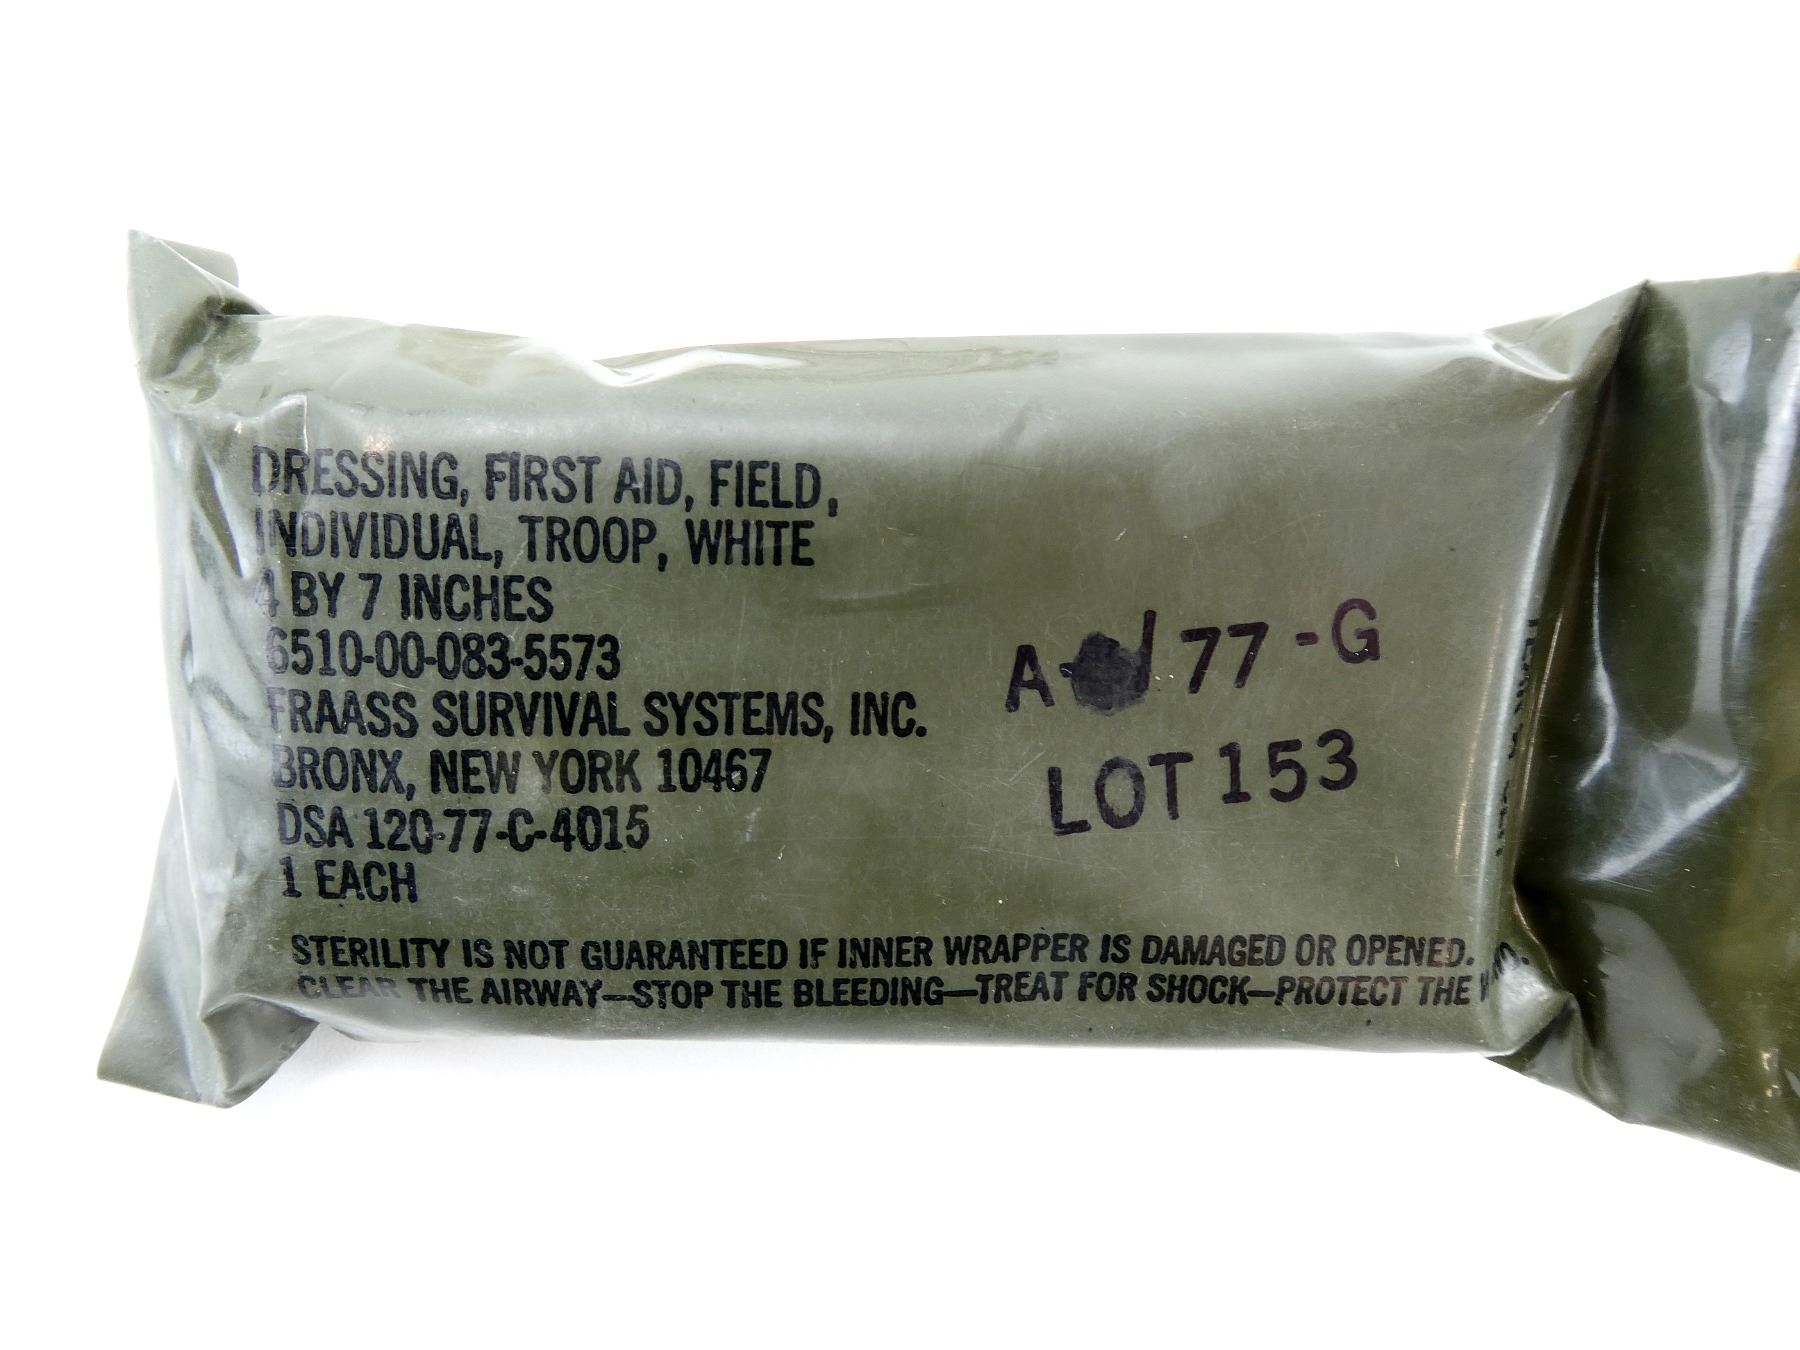 DRESSING, FIRST AID, FIELD,
INDIVIDUAL, TROOP, WHITE
4 BY 7 INCHES
6510-00-083-5573
FRAASS SURVIVAL SYSTEMS, INC.
BRONX, NEW YORK 10467
DSA 120-77-C-4015
1 EACH
A- / 77 -G
LOT 153
STERILITY IS NOT GUARANTEED IF INNER WRAPPER IS DAMAGED OR OPENED.
CLEAR THE AIRWAY—STOP THE BLEEDING—TREAT FOR SHOCK—PROTECT THE